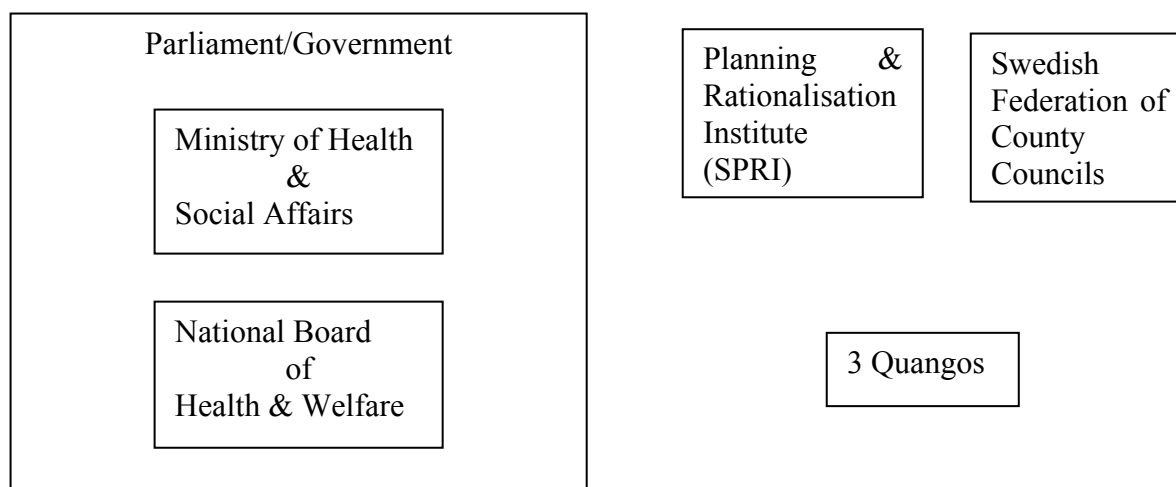 Parliament/Government
Ministry of Health
&
Social Affairs
National Board
of
Health & Welfare
Planning &
Rationalisation
Institute
(SPRI)
Swedish
Federation of
County
Councils
3 Quangos